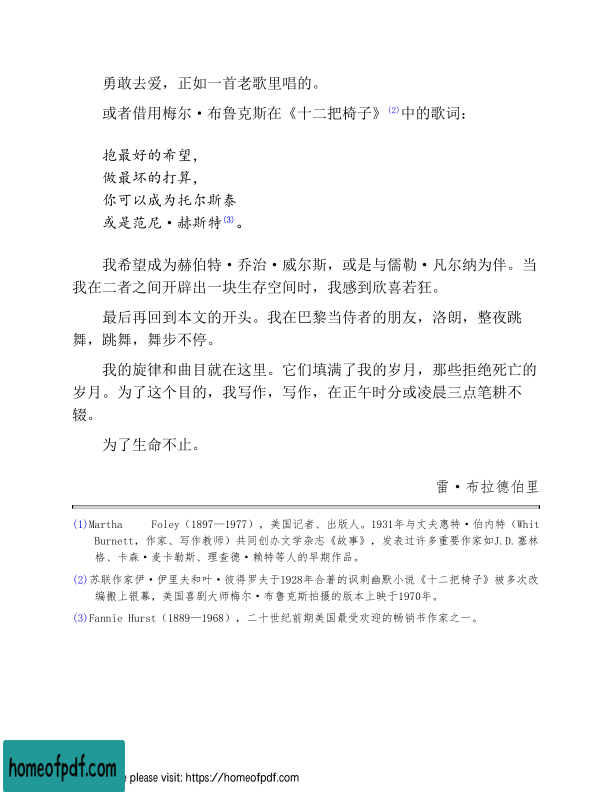 勇敢去爱，正如一首老歌里唱的。
或者借用梅尔·布鲁克斯在《十二把椅子》(2)中的歌词：
抱最好的希望，
做最坏的打算，
你可以成为托尔斯泰
或是范尼·赫斯特(3)。
我希望成为赫伯特·乔治·威尔斯，或是与儒勒·凡尔纳为伴。当
我在二者之间开辟出一块生存空间时，我感到欣喜若狂。
最后再回到本文的开头。我在巴黎当侍者的朋友，洛朗，整夜跳
舞，跳舞，舞步不停。
我的旋律和曲目就在这里。它们填满了我的岁月，那些拒绝死亡的
岁月。为了这个目的，我写作，写作，在正午时分或凌晨三点笔耕不
辍。
为了生命不止。
雷·布拉德伯里
(1)Martha Foley（1897—1977），美国记者、出版人。1931年与丈夫惠特·伯内特（Whit
Burnett，作家、写作教师）共同创办文学杂志《故事》，发表过许多重要作家如J.D.塞林
格、卡森·麦卡勒斯、理查德·赖特等人的早期作品。
(2)苏联作家伊·伊里夫和叶·彼得罗夫于1928年合著的讽刺幽默小说《十二把椅子》被多次改
编搬上银幕，美国喜剧大师梅尔·布鲁克斯拍摄的版本上映于1970年。
(3)Fannie Hurst（1889—1968），二十世纪前期美国最受欢迎的畅销书作家之一。
homeofpdf.com
please visit: https://homeofpdf.com